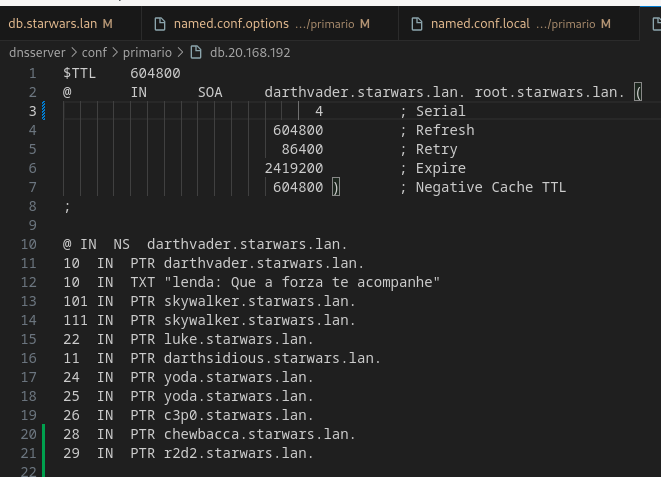 db.starwars.lan M named.conf.options .../primario M named.conf.local .../primario M
dnsserver > conf > primario > db.20.168.192
1 $TTL    604800
2 @       IN      SOA     darthvader.starwars.lan. root.starwars.lan. (
3                              4         ; Serial
4                         604800         ; Refresh
5                          86400         ; Retry
6                        2419200         ; Expire
7                         604800 )       ; Negative Cache TTL
8 ;
9
10 @ IN  NS  darthvader.starwars.lan.
11 10  IN  PTR darthvader.starwars.lan.
12 10  IN  TXT "lenda: Que a forza te acompanhe"
13 101 IN  PTR skywalker.starwars.lan.
14 111 IN  PTR skywalker.starwars.lan.
15 22  IN  PTR luke.starwars.lan.
16 11  IN  PTR darthsidious.starwars.lan.
17 24  IN  PTR yoda.starwars.lan.
18 25  IN  PTR yoda.starwars.lan.
19 26  IN  PTR c3p0.starwars.lan.
20 28  IN  PTR chewbacca.starwars.lan.
21 29  IN  PTR r2d2.starwars.lan.
22